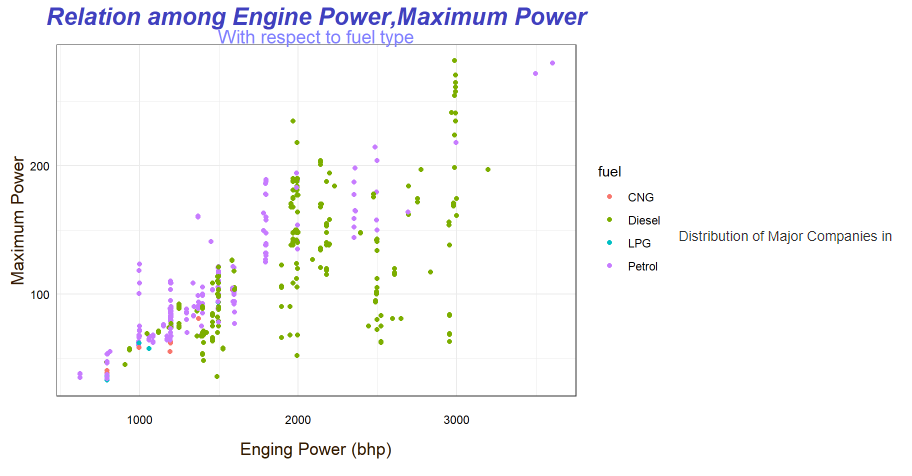 Relation among Engine Power,Maximum Power
With respect to fuel type
Maximum Power
200
100
1000
2000
3000
Enging Power (bhp)
fuel
CNG
Diesel
LPG
Petrol
Distribution of Major Companies in